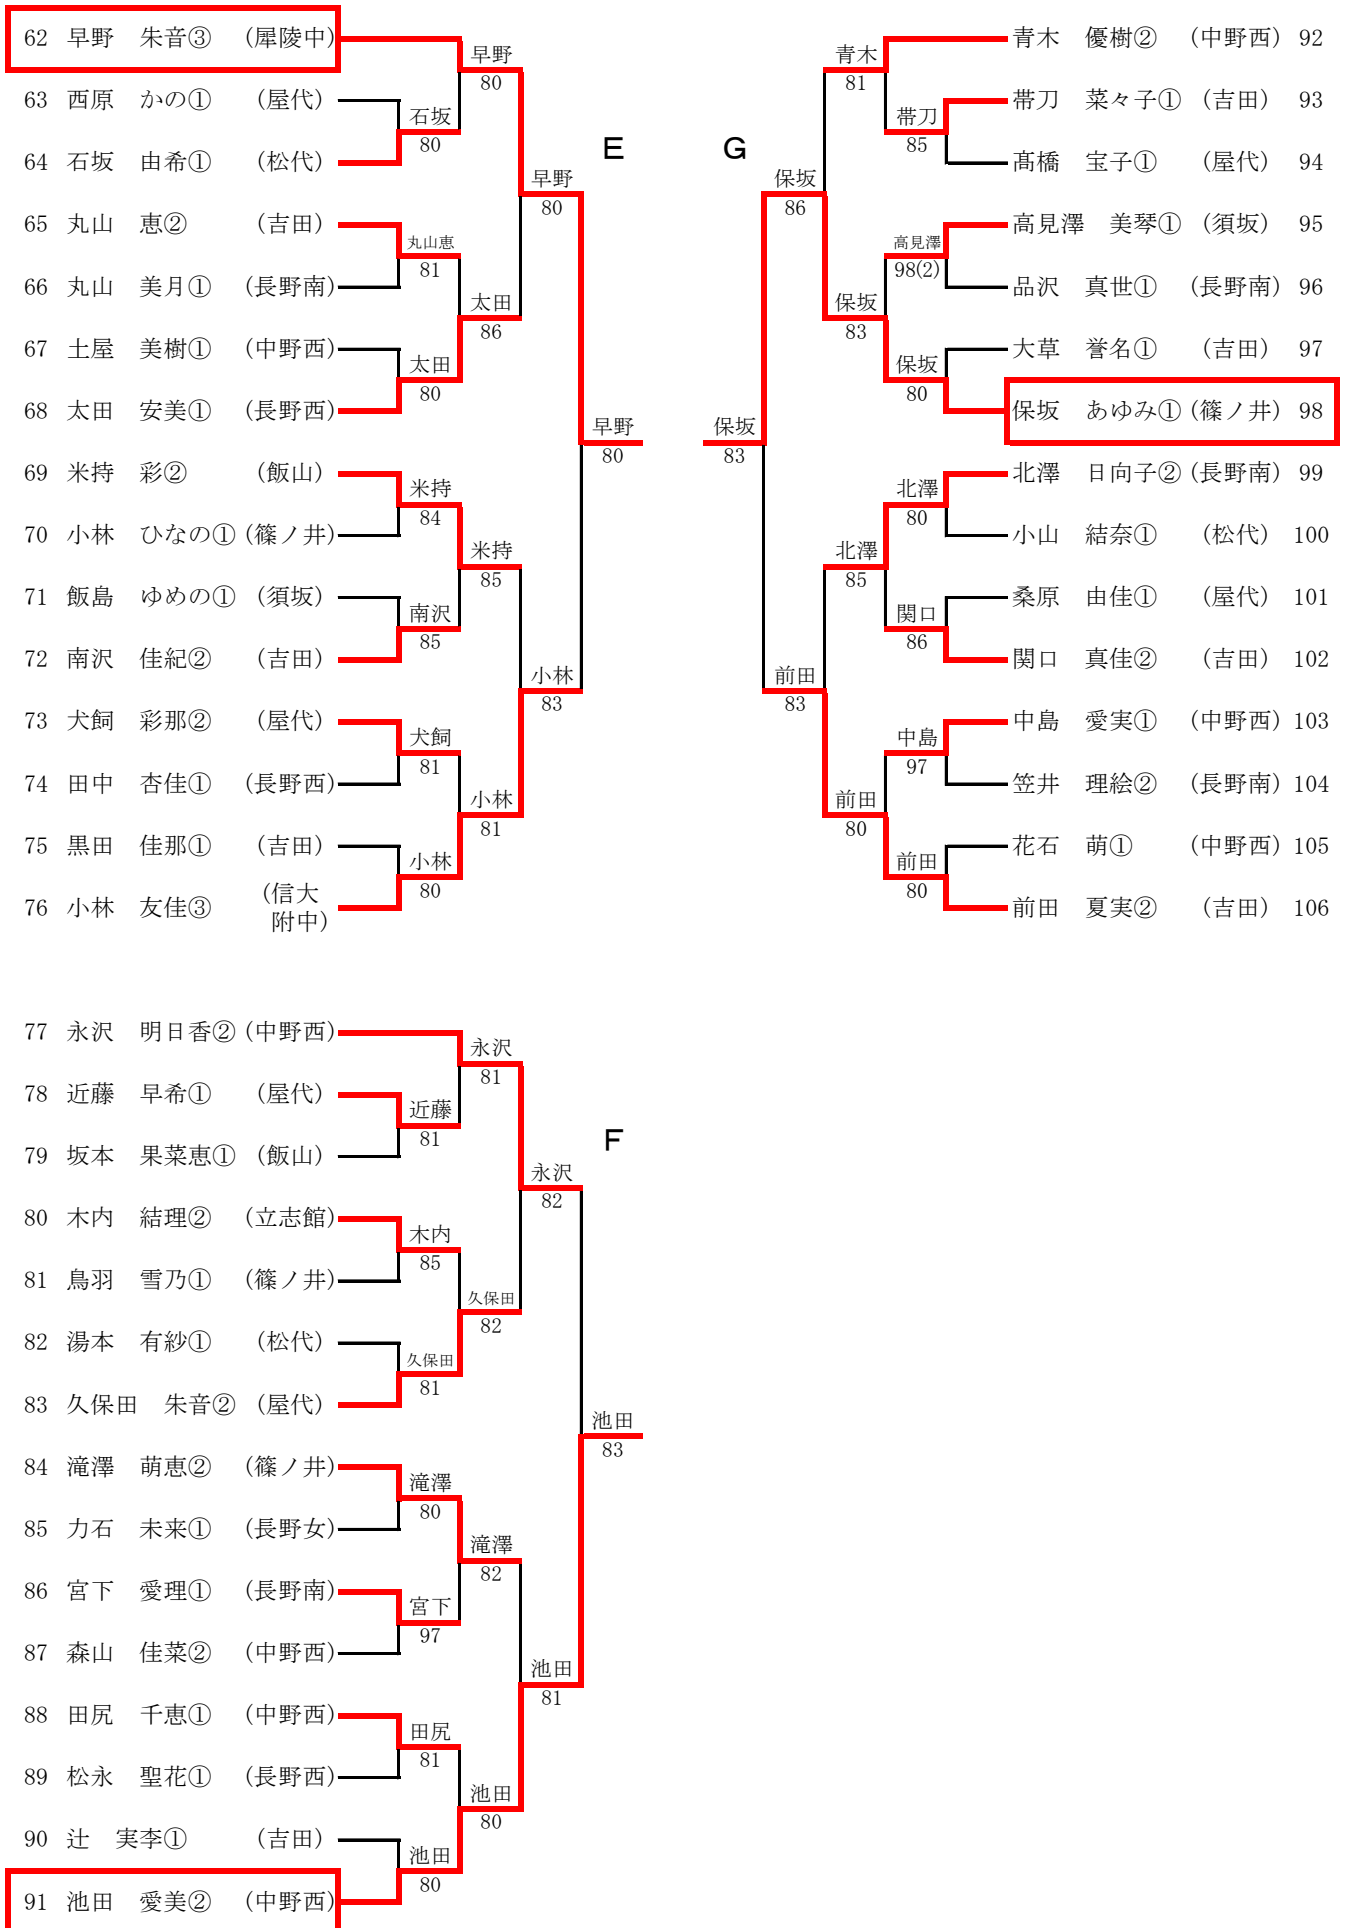 62 早野 朱音③ (犀陵中)
63 西原 かの① (屋代)
64 石坂 由希① (松代)
65 丸山 恵② (吉田)
66 丸山 美月① (長野南)
67 土屋 美樹① (中野西)
68 太田 安美① (長野西)
69 米持 彩② (飯山)
70 小林 ひなの① (篠ノ井)
71 飯島 ゆめの① (須坂)
72 南沢 佳紀② (吉田)
73 犬飼 彩那② (屋代)
74 田中 杏佳① (長野西)
75 黒田 佳那① (吉田)
76 小林 友佳③ (信大
附中)
石坂
80
丸山恵
81
太田
80
米持
84
南沢
85
犬飼
81
小林
80
早野
80
太田
86
米持
85
小林
81
早野
80
小林
83
早野
80
E
G
青木 優樹② (中野西) 92
帯刀 菜々子① (吉田) 93
髙橋 宝子① (屋代) 94
高見澤 美琴① (須坂) 95
品沢 真世① (長野南) 96
大草 誉名① (吉田) 97
保坂 あゆみ① (篠ノ井) 98
北澤 日向子② (長野南) 99
小山 結奈① (松代) 100
桑原 由佳① (屋代) 101
関口 真佳② (吉田) 102
中島 愛実① (中野西) 103
笠井 理絵② (長野南) 104
花石 萌① (中野西) 105
前田 夏実② (吉田) 106
帯刀
85
高見澤
98(2)
保坂
80
北澤
80
関口
86
中島
97
前田
80
青木
81
保坂
83
北澤
85
前田
80
保坂
86
前田
83
保坂
83
77 永沢 明日香② (中野西)
78 近藤 早希① (屋代)
79 坂本 果菜恵① (飯山)
80 木内 結理② (立志館)
81 鳥羽 雪乃① (篠ノ井)
82 湯本 有紗① (松代)
83 久保田 朱音② (屋代)
84 滝澤 萌恵② (篠ノ井)
85 力石 未来① (長野女)
86 宮下 愛理① (長野南)
87 森山 佳菜② (中野西)
88 田尻 千恵① (中野西)
89 松永 聖花① (長野西)
90 辻 実李① (吉田)
91 池田 愛美② (中野西)
近藤
81
木内
85
久保田
81
滝澤
80
宮下
97
田尻
81
池田
80
永沢
81
久保田
82
滝澤
82
池田
80
永沢
82
池田
81
池田
83
F